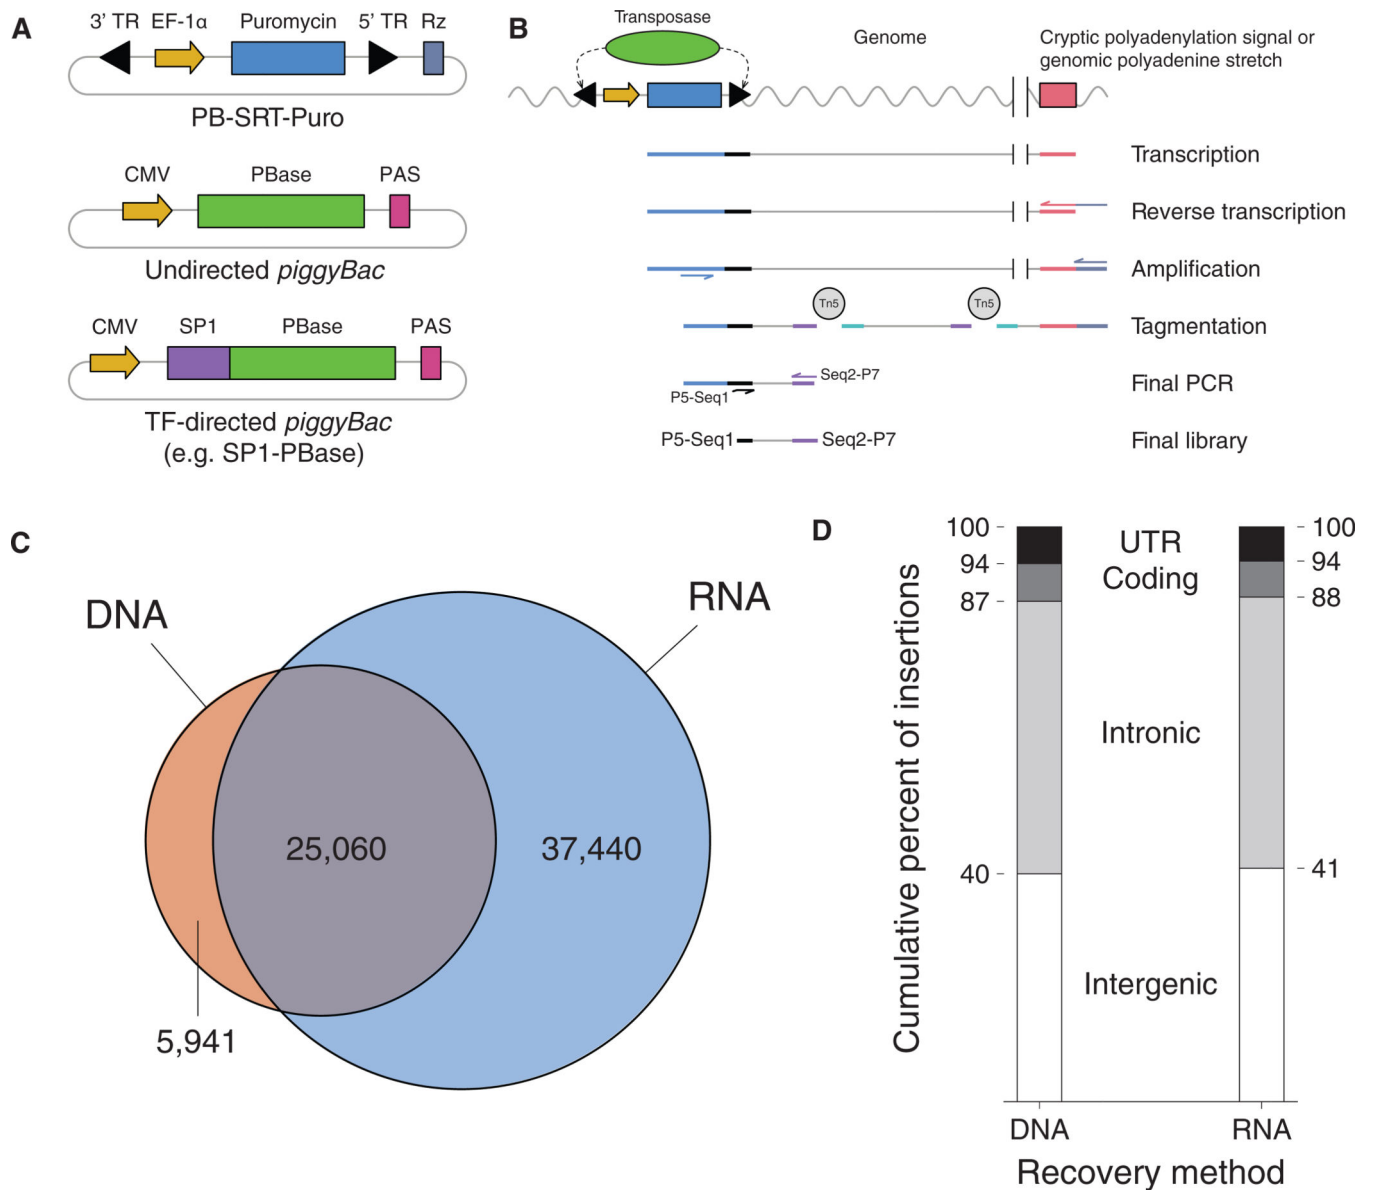 A
3' TR EF-1α Puromycin 5' TR Rz
PB-SRT-Puro
CMV PBase PAS
Undirected piggyBac
CMV SP1 PBase PAS
TF-directed piggyBac
(e.g. SP1-PBase)
B
Transposase
Genome
Cryptic polyadenylation signal or
genomic polyadenine stretch
Transcription
Reverse transcription
Amplification
Tn5 Tn5
Tagmentation
Seq2-P7
P5-Seq1
Final PCR
P5-Seq1 Seq2-P7
Final library
C
DNA
RNA
25,060
37,440
5,941
D
Cumulative percent of insertions
100
94
87
40
UTR
Coding
Intronic
Intergenic
100
94
88
41
DNA RNA
Recovery method